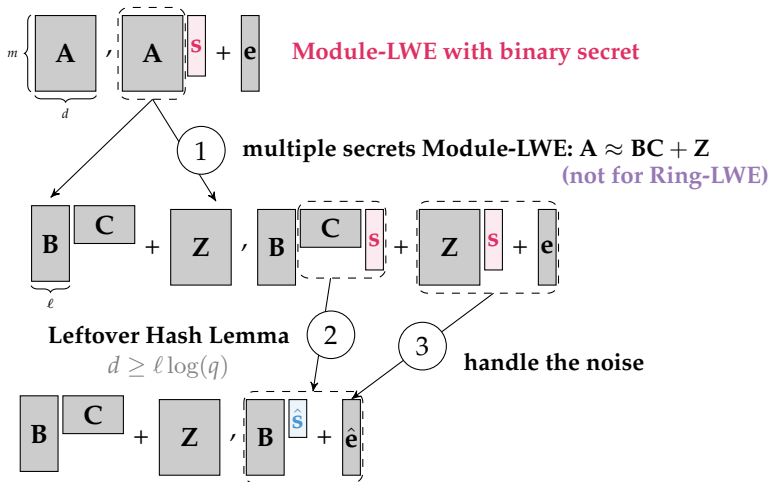 m A , A s + e Module-LWE with binary secret
d
1 multiple secrets Module-LWE: A ≈ BC + Z
(not for Ring-LWE)
B C + Z , B C s + Z s + e
ℓ
Leftover Hash Lemma 2 3 handle the noise
d ≥ ℓ log(q)
B C + Z , B ŝ + ê